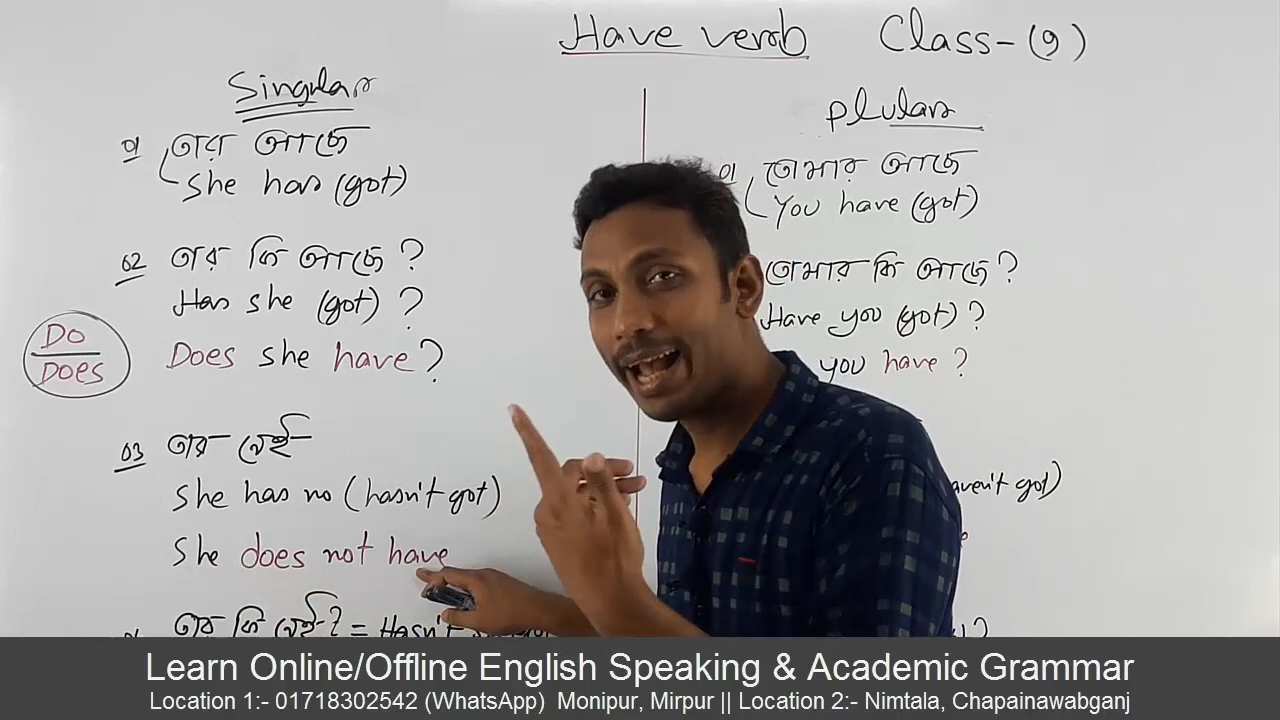 Have verb Class-(9)
Singular
০১ তার আছে
She has (got)
০২ তার কি আছে ?
Has she (got) ?
Does she have ?
Do
Does
০৩ তার নেই
She has no (hasn't got)
She does not have
তার কি নেই ? = Hasn't
plular
০১ তোমার আছে
You have (got)
তোমার কি আছে ?
Have you (got) ?
you have ?
aven't got)
Learn Online/Offline English Speaking & Academic Grammar
Location 1:- 01718302542 (WhatsApp) Monipur, Mirpur || Location 2:- Nimtala, Chapainawabganj